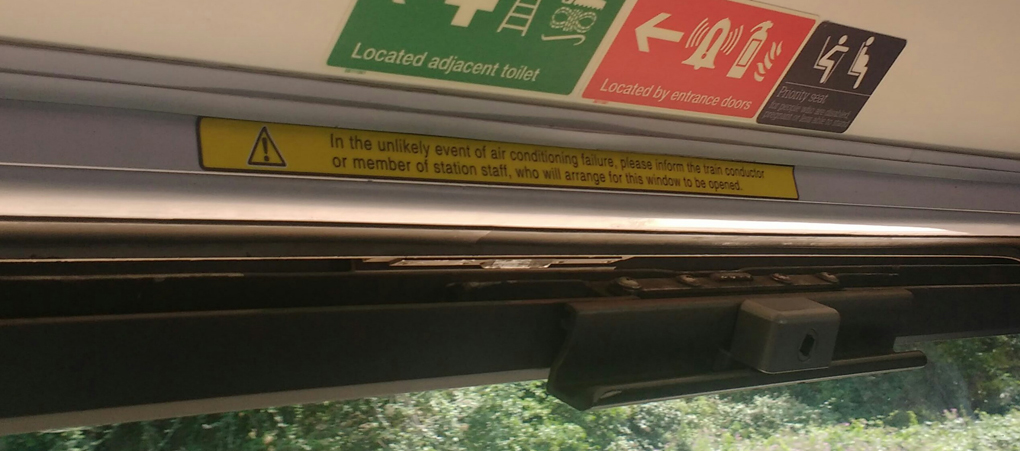 Located adjacent toilet
Located by entrance doors
Priority seat
In the unlikely event of air conditioning failure, please inform the train conductor
or member of station staff, who will arrange for this window to be opened.